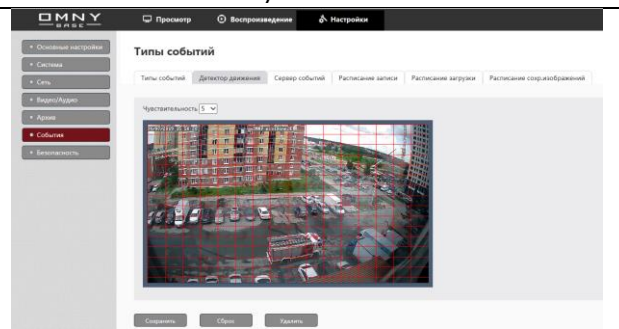 OMNY
BASE
Просмотр
Воспроизведение
Настройки
Основные настройки
Система
Сеть
Видео/Аудио
Архив
События
Безопасность
Типы событий
Типы событий
Детектор движения
Сервер событий
Расписание записи
Расписание загрузки
Расписание сохр.изображений
Чувствительность 5
Сохранить
Сброс
Удалить